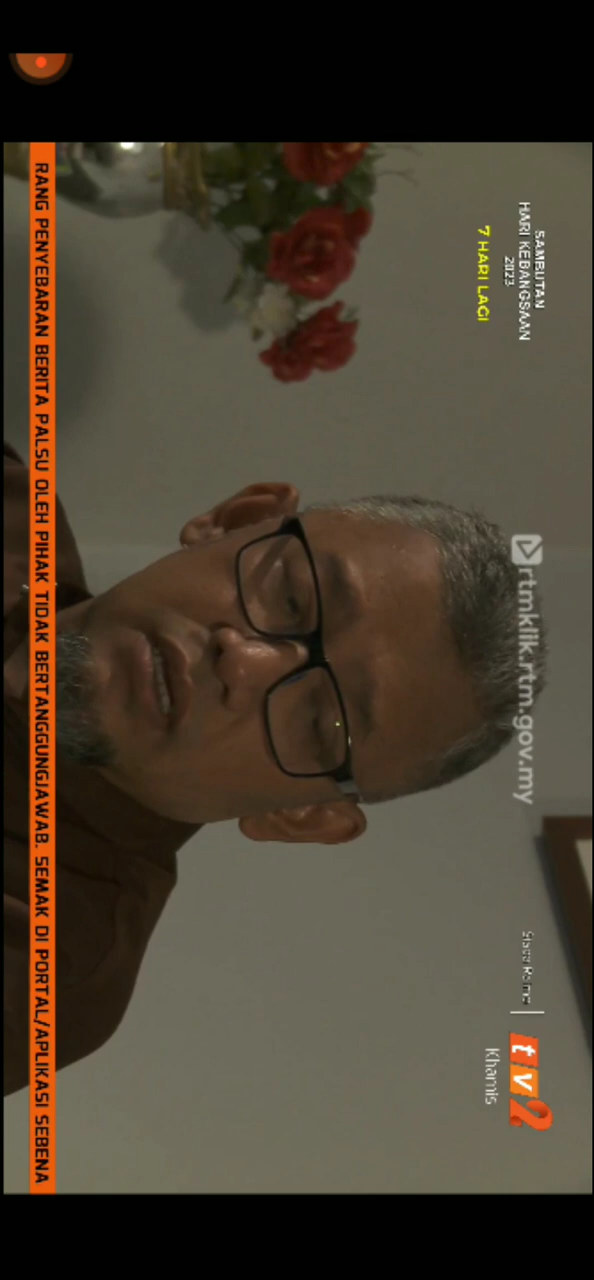 SAMBUTAN
HARI KEBANGSAAN
2023
7 HARI LAGI
rtmklik.rtm.gov.my
tv2
Khamis
RANG PENYEBARAN BERITA PALSU OLEH PIHAK TIDAK BERTANGGUNGJAWAB. SEMAK DI PORTAL/APLIKASI SEBENA